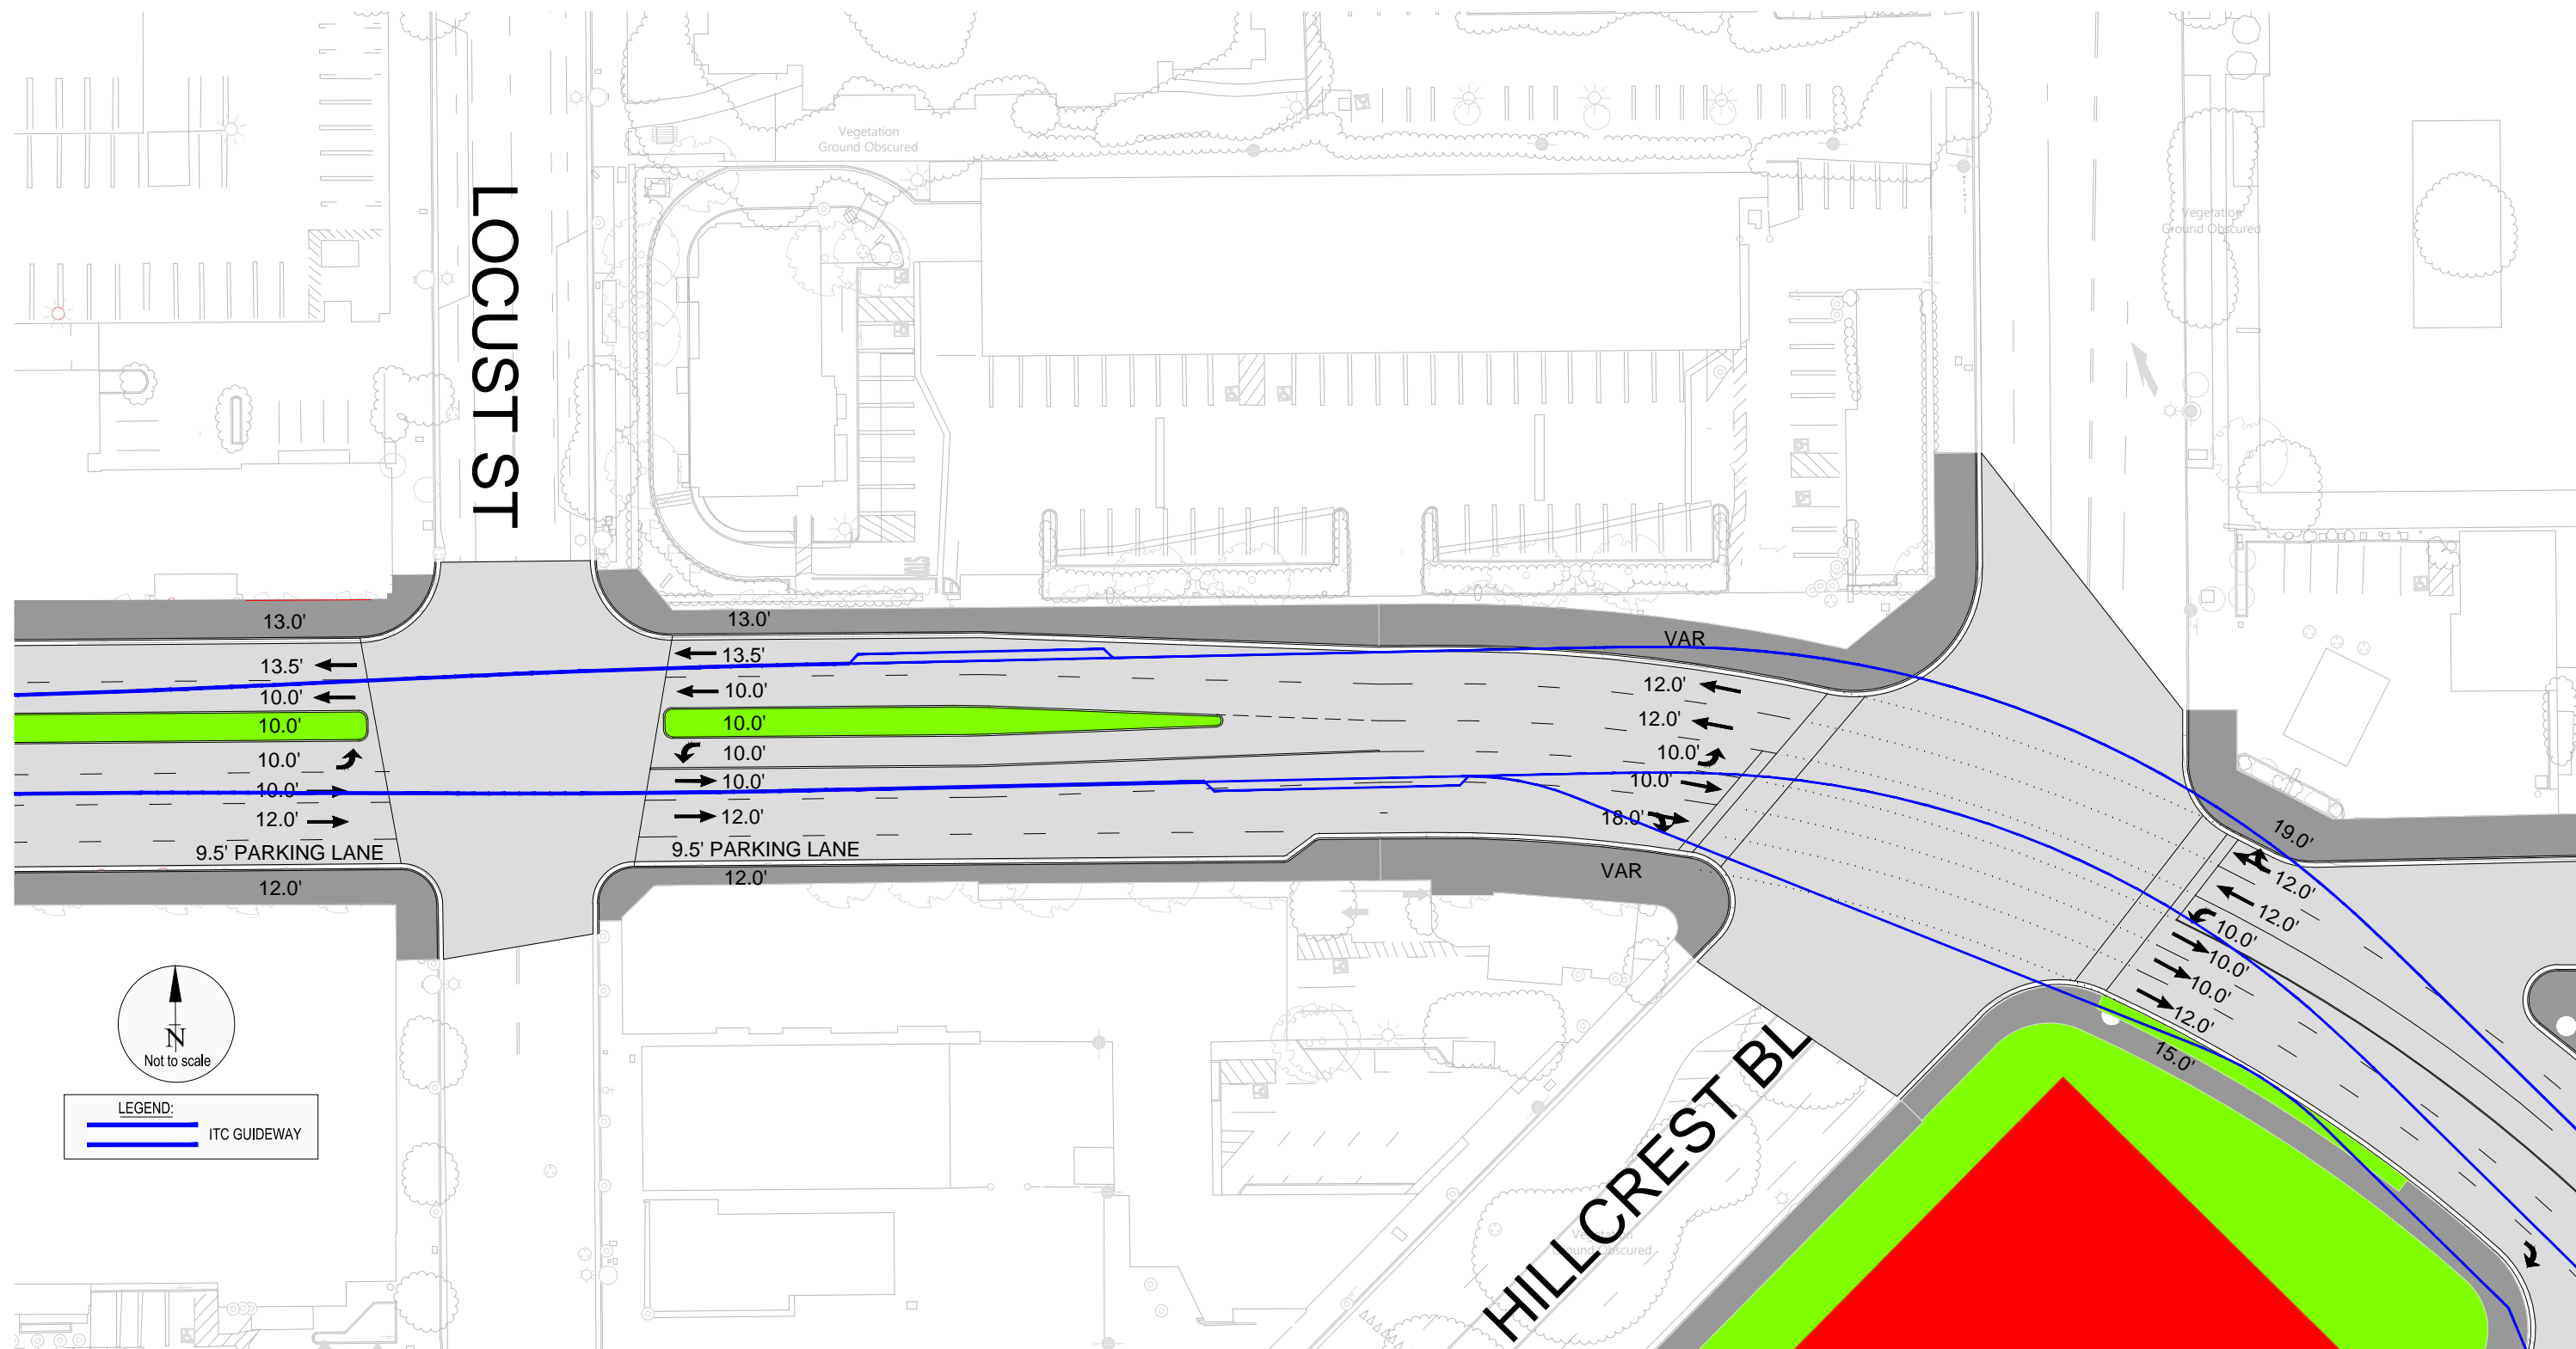 Vegetation
Ground Obscured
LOCUST ST
Vegetation
Ground Obscured
13.0'
13.0'
VAR
13.5'
13.5'
10.0'
10.0'
12.0'
10.0'
10.0'
12.0'
10.0'
10.0'
10.0'
10.0'
10.0'
10.0'
12.0'
12.0'
18.0'
9.5' PARKING LANE
9.5' PARKING LANE
12.0'
12.0'
VAR
19.0'
12.0'
12.0'
10.0'
10.0'
10.0'
12.0'
15.0'
N
Not to scale
LEGEND:
ITC GUIDEWAY
HILLCREST BL
Vegetation
Ground Obscured